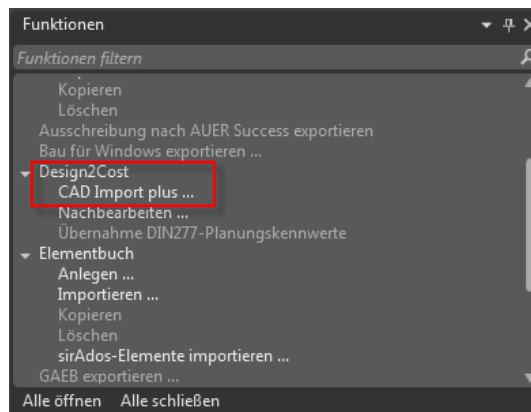 Funktionen
Funktionen filtern
Kopieren
Löschen
Ausschreibung nach AUER Success exportieren
Bau für Windows exportieren ...
Design2Cost
CAD Import plus ...
Nachbearbeiten ...
Übernahme DIN277-Planungskennwerte
Elementbuch
Anlegen ...
Importieren ...
Kopieren
Löschen
sirAdos-Elemente importieren ...
GAEB exportieren ...
Alle öffnen Alle schließen